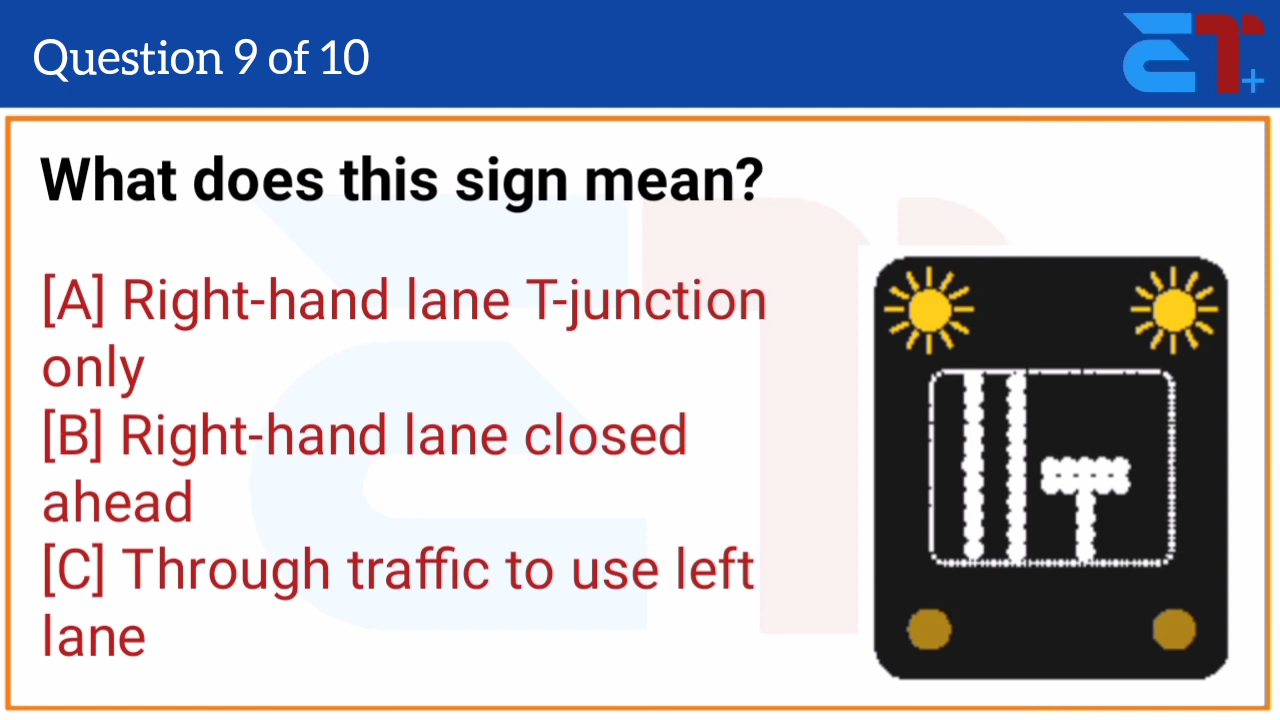 Question 9 of 10
ET+
What does this sign mean?
[A] Right-hand lane T-junction
only
[B] Right-hand lane closed
ahead
[C] Through traffic to use left
lane